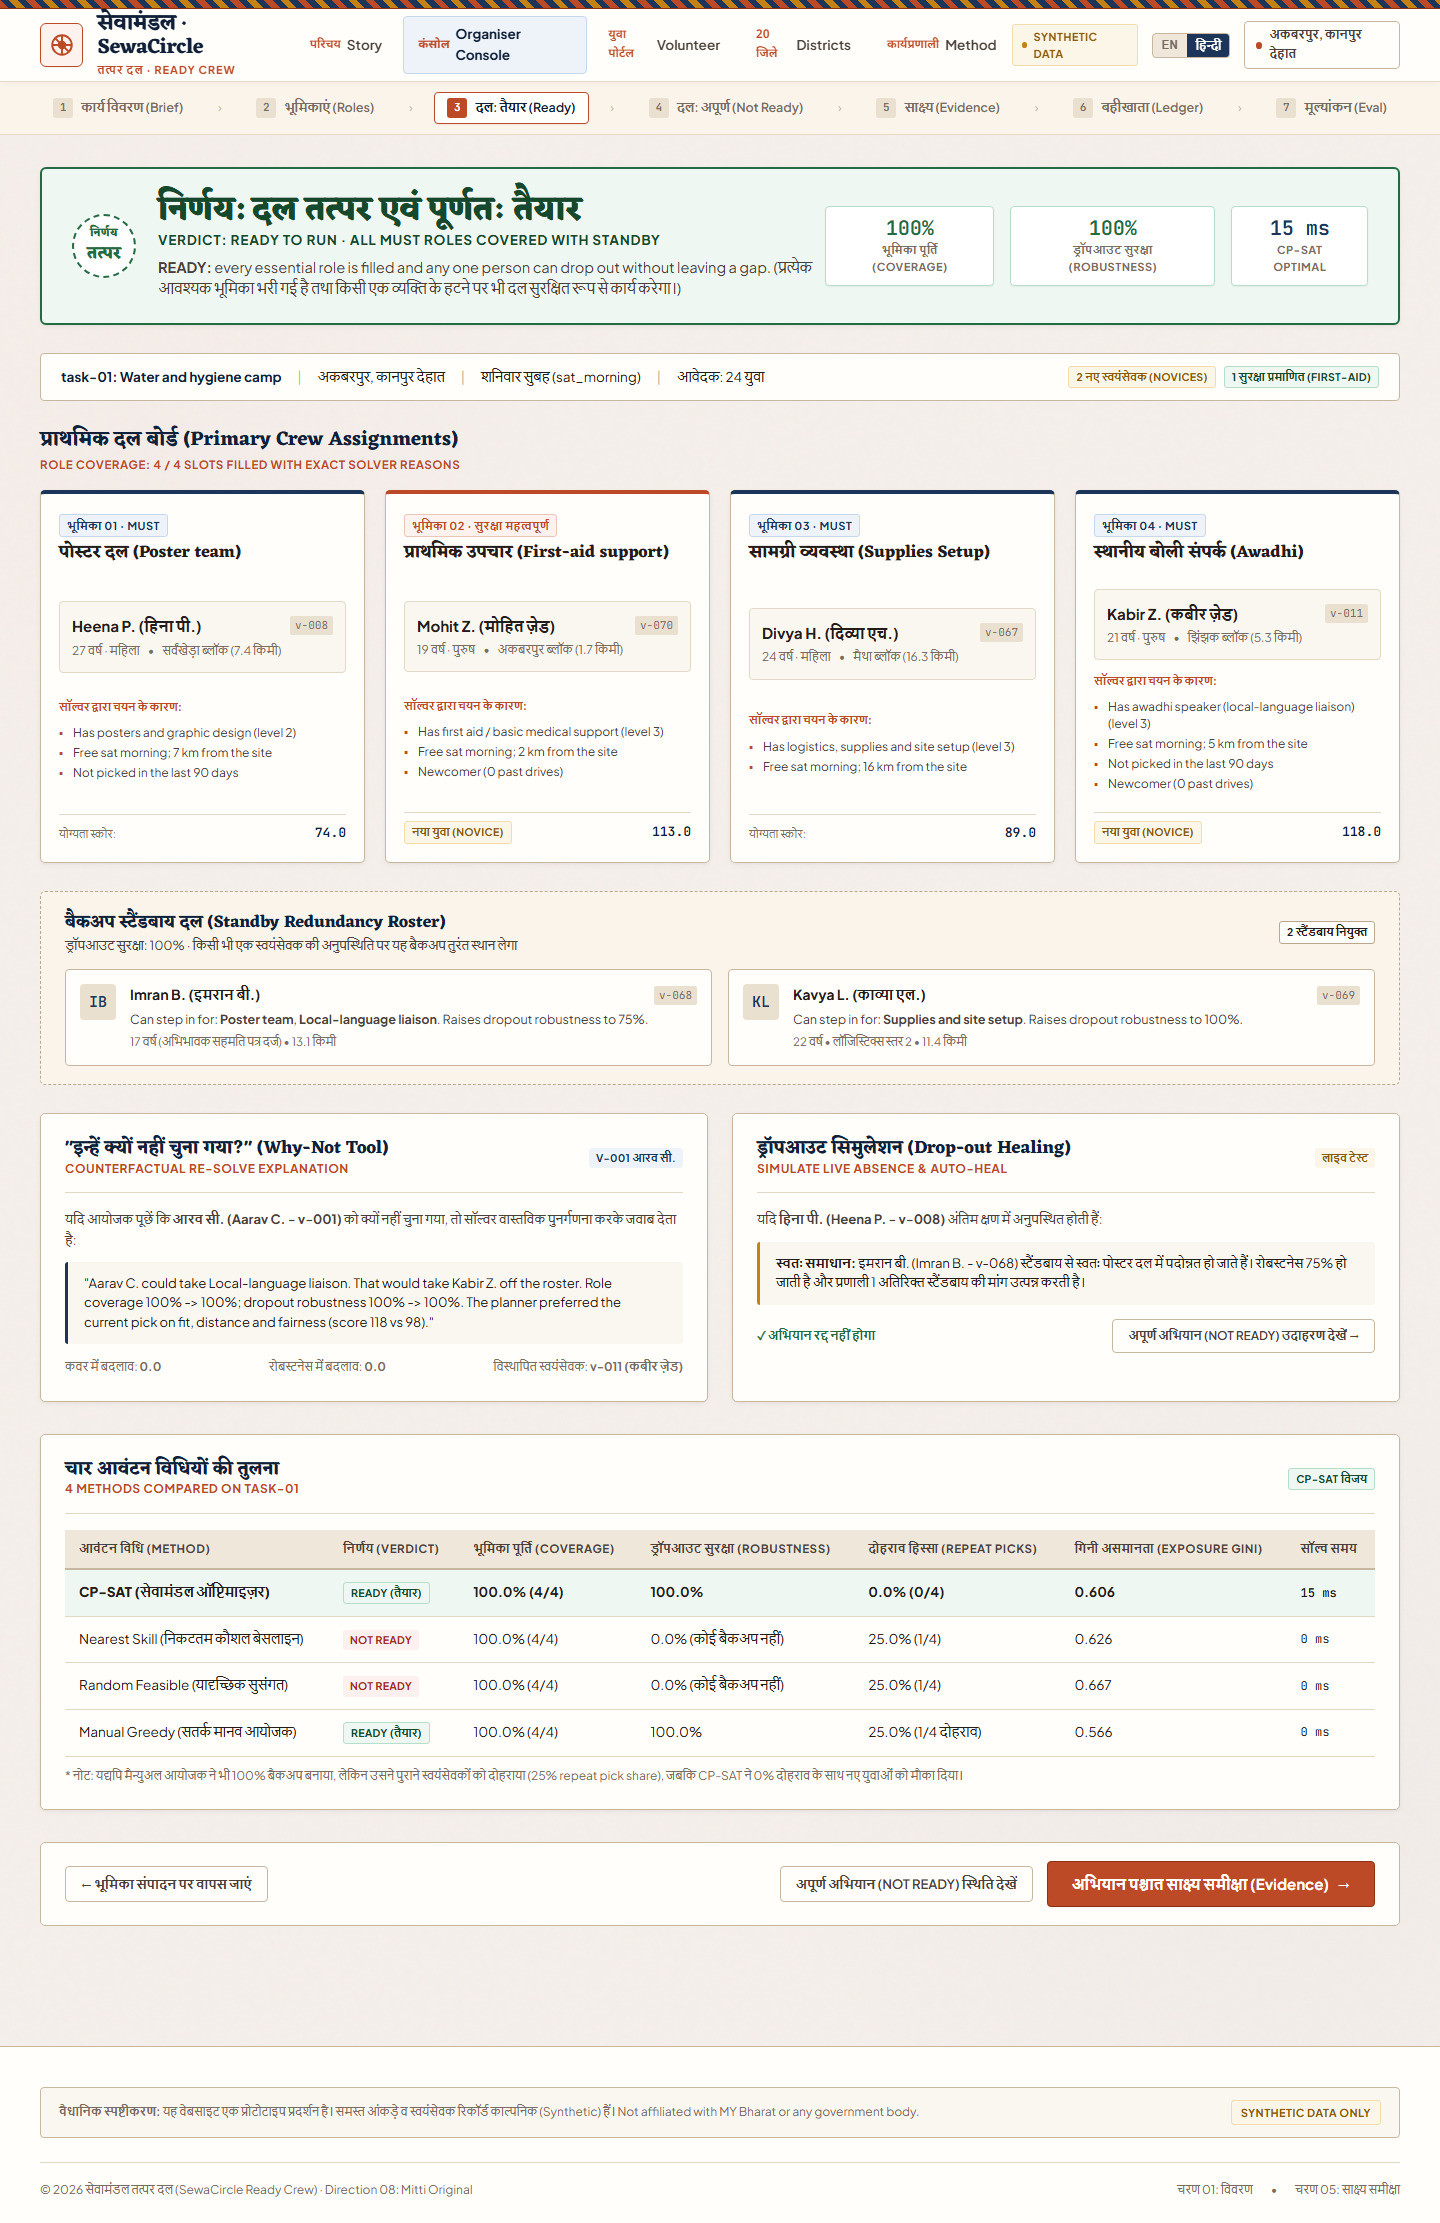 सेवामंडल · SewaCircle
तत्पर दल · READY CREW
परिचय Story
कंसोल Organiser Console
युवा पोर्टल Volunteer
20 जिले Districts
कार्यप्रणाली Method
SYNTHETIC DATA
EN हिन्दी
अकबरपुर, कानपुर देहात
1 कार्य विवरण (Brief) ›
2 भूमिकाएं (Roles) ›
3 दल: तैयार (Ready) ›
4 दल: अपूर्ण (Not Ready) ›
5 साक्ष्य (Evidence) ›
6 बहीखाता (Ledger) ›
7 मूल्यांकन (Eval)
निर्णय
तत्पर
निर्णय: दल तत्पर एवं पूर्णतः तैयार
VERDICT: READY TO RUN · ALL MUST ROLES COVERED WITH STANDBY
READY: every essential role is filled and any one person can drop out without leaving a gap. (प्रत्येक
आवश्यक भूमिका भरी गई है तथा किसी एक व्यक्ति के हटने पर भी दल सुरक्षित रूप से कार्य करेगा।)
100%
भूमिका पूर्ति
(COVERAGE)
100%
ड्रॉपआउट सुरक्षा
(ROBUSTNESS)
15 ms
CP-SAT
OPTIMAL
task-01: Water and hygiene camp | अकबरपुर, कानपुर देहात | शनिवार सुबह (sat_morning) | आवेदक: 24 युवा
2 नए स्वयंसेवक (NOVICES)
1 सुरक्षा प्रमाणित (FIRST-AID)
प्राथमिक दल बोर्ड (Primary Crew Assignments)
ROLE COVERAGE: 4 / 4 SLOTS FILLED WITH EXACT SOLVER REASONS
भूमिका 01 · MUST
पोस्टर दल (Poster team)
Heena P. (हिना पी.) v-008
27 वर्ष · महिला • सर्वंखेड़ा ब्लॉक (7.4 किमी)
सॉल्वर द्वारा चयन के कारण:
▪ Has posters and graphic design (level 2)
▪ Free sat morning; 7 km from the site
▪ Not picked in the last 90 days
योग्यता स्कोर: 74.0
भूमिका 02 · सुरक्षा महत्वपूर्ण
प्राथमिक उपचार (First-aid support)
Mohit Z. (मोहित ज़ेड) v-070
19 वर्ष · पुरुष • अकबरपुर ब्लॉक (1.7 किमी)
सॉल्वर द्वारा चयन के कारण:
▪ Has first aid / basic medical support (level 3)
▪ Free sat morning; 2 km from the site
▪ Newcomer (0 past drives)
नया युवा (NOVICE) 113.0
भूमिका 03 · MUST
सामग्री व्यवस्था (Supplies Setup)
Divya H. (दिव्या एच.) v-067
24 वर्ष · महिला • मैथा ब्लॉक (16.3 किमी)
सॉल्वर द्वारा चयन के कारण:
▪ Has logistics, supplies and site setup (level 3)
▪ Free sat morning; 16 km from the site
योग्यता स्कोर: 89.0
भूमिका 04 · MUST
स्थानीय बोली संपर्क (Awadhi)
Kabir Z. (कबीर ज़ेड) v-011
21 वर्ष · पुरुष • झिंझक ब्लॉक (5.3 किमी)
सॉल्वर द्वारा चयन के कारण:
▪ Has awadhi speaker (local-language liaison)
(level 3)
▪ Free sat morning; 5 km from the site
▪ Not picked in the last 90 days
▪ Newcomer (0 past drives)
नया युवा (NOVICE) 118.0
बैकअप स्टैंडबाय दल (Standby Redundancy Roster)
ड्रॉपआउट सुरक्षा: 100% · किसी भी एक स्वयंसेवक की अनुपस्थिति पर यह बैकअप तुरंत स्थान लेगा
2 स्टैंडबाय नियुक्त
IB
Imran B. (इमरान बी.) v-068
Can step in for: Poster team, Local-language liaison. Raises dropout robustness to 75%.
17 वर्ष (अभिभावक सहमति पत्र दर्ज) • 13.1 किमी
KL
Kavya L. (काव्या एल.) v-069
Can step in for: Supplies and site setup. Raises dropout robustness to 100%.
22 वर्ष • लॉजिस्टिक्स स्तर 2 • 11.4 किमी
"इन्हें क्यों नहीं चुना गया?" (Why-Not Tool)
COUNTERFACTUAL RE-SOLVE EXPLANATION
V-001 आरव सी.
यदि आयोजक पूछें कि आरव सी. (Aarav C. - v-001) को क्यों नहीं चुना गया, तो सॉल्वर वास्तविक पुनर्गणना करके जवाब देता
है:
"Aarav C. could take Local-language liaison. That would take Kabir Z. off the roster. Role
coverage 100% -> 100%; dropout robustness 100% -> 100%. The planner preferred the
current pick on fit, distance and fairness (score 118 vs 98)."
कवर में बदलाव: 0.0
रोबस्टनेस में बदलाव: 0.0
विस्थापित स्वयंसेवक: v-011 (कबीर ज़ेड)
ड्रॉपआउट सिमुलेशन (Drop-out Healing)
SIMULATE LIVE ABSENCE & AUTO-HEAL
लाइव टेस्ट
यदि हिना पी. (Heena P. - v-008) अंतिम क्षण में अनुपस्थित होती हैं:
स्वतः समाधान: इमरान बी. (Imran B. - v-068) स्टैंडबाय से स्वतः पोस्टर दल में पदोन्नत हो जाते हैं। रोबस्टनेस 75% हो
जाती है और प्रणाली 1 अतिरिक्त स्टैंडबाय की मांग उत्पन्न करती है।
✓ अभियान रद्द नहीं होगा
अपूर्ण अभियान (NOT READY) उदाहरण देखें →
चार आवंटन विधियों की तुलना
4 METHODS COMPARED ON TASK-01
CP-SAT विजय
आवंटन विधि (METHOD) निर्णय (VERDICT) भूमिका पूर्ति (COVERAGE) ड्रॉपआउट सुरक्षा (ROBUSTNESS) दोहराव हिस्सा (REPEAT PICKS) गिनी असमानता (EXPOSURE GINI) सॉल्व समय
CP-SAT (सेवामंडल ऑप्टिमाइज़र) READY (तैयार) 100.0% (4/4) 100.0% 0.0% (0/4) 0.606 15 ms
Nearest Skill (निकटतम कौशल बेसलाइन) NOT READY 100.0% (4/4) 0.0% (कोई बैकअप नहीं) 25.0% (1/4) 0.626 0 ms
Random Feasible (यादृच्छिक सुसंगत) NOT READY 100.0% (4/4) 0.0% (कोई बैकअप नहीं) 25.0% (1/4) 0.667 0 ms
Manual Greedy (सतर्क मानव आयोजक) READY (तैयार) 100.0% (4/4) 100.0% 25.0% (1/4 दोहराव) 0.566 0 ms
* नोट: यद्यपि मैन्युअल आयोजक ने भी 100% बैकअप बनाया, लेकिन उसने पुराने स्वयंसेवकों को दोहराया (25% repeat pick share), जबकि CP-SAT ने 0% दोहराव के साथ नए युवाओं को मौका दिया।
← भूमिका संपादन पर वापस जाएं
अपूर्ण अभियान (NOT READY) स्थिति देखें
अभियान पश्चात साक्ष्य समीक्षा (Evidence) →
वैधानिक स्पष्टीकरण: यह वेबसाइट एक प्रोटोटाइप प्रदर्शन है। समस्त आंकड़े व स्वयंसेवक रिकॉर्ड काल्पनिक (Synthetic) हैं। Not affiliated with MY Bharat or any government body.
SYNTHETIC DATA ONLY
© 2026 सेवामंडल तत्पर दल (SewaCircle Ready Crew) · Direction 08: Mitti Original
चरण 01: विवरण • चरण 05: साक्ष्य समीक्षा